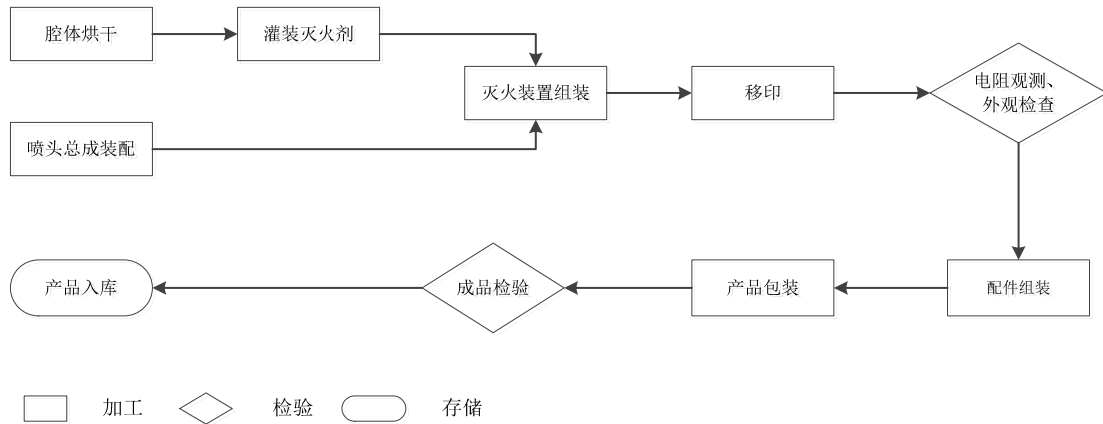 腔体烘干
灌装灭火剂
灭火装置组装
移印
电阻观测、
外观检查
喷头总成装配
产品入库
成品检验
产品包装
配件组装
加工
检验
存储